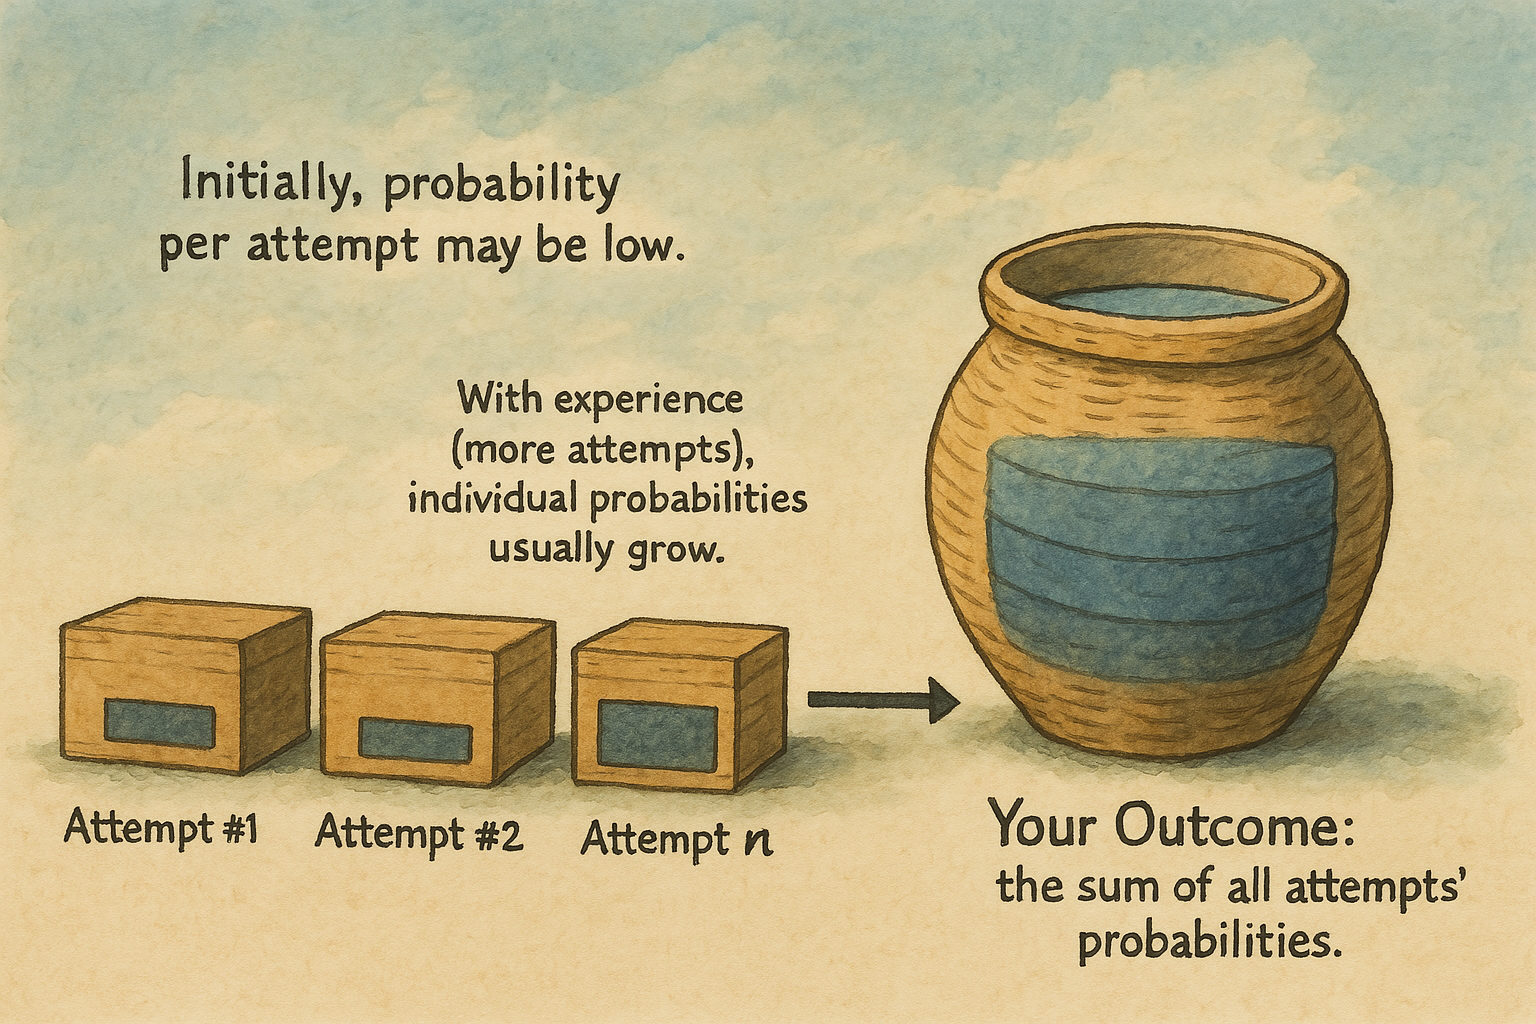 Initially, probability
per attempt may be low.
With experience
(more attempts),
individual probabilities
usually grow.
Attempt #1
Attempt #2
Attempt n
Your Outcome:
the sum of all attempts'
probabilities.